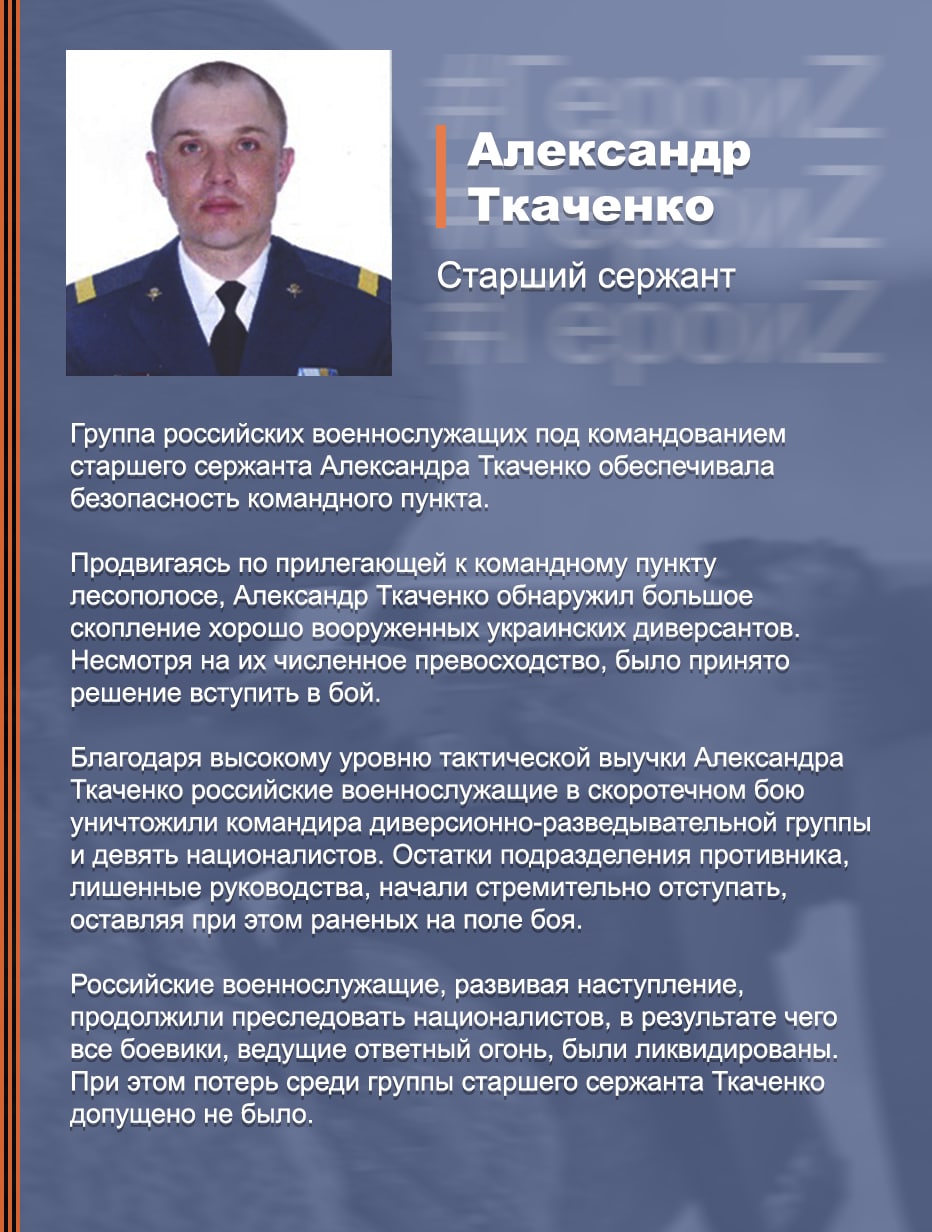 #ГероиZ
Александр
#ГероиZ
Ткаченко
Старший сержант
#ГероиZ
Группа российских военнослужащих под командованием
старшего сержанта Александра Ткаченко обеспечивала
безопасность командного пункта.
Продвигаясь по прилегающей к командному пункту
лесополосе, Александр Ткаченко обнаружил большое
скопление хорошо вооруженных украинских диверсантов.
Несмотря на их численное превосходство, было принято
решение вступить в бой.
Благодаря высокому уровню тактической выучки Александра
Ткаченко российские военнослужащие в скоротечном бою
уничтожили командира диверсионно-разведывательной группы
и девять националистов. Остатки подразделения противника,
лишенные руководства, начали стремительно отступать,
оставляя при этом раненых на поле боя.
Российские военнослужащие, развивая наступление,
продолжили преследовать националистов, в результате чего
все боевики, ведущие ответный огонь, были ликвидированы.
При этом потерь среди группы старшего сержанта Ткаченко
допущено не было.